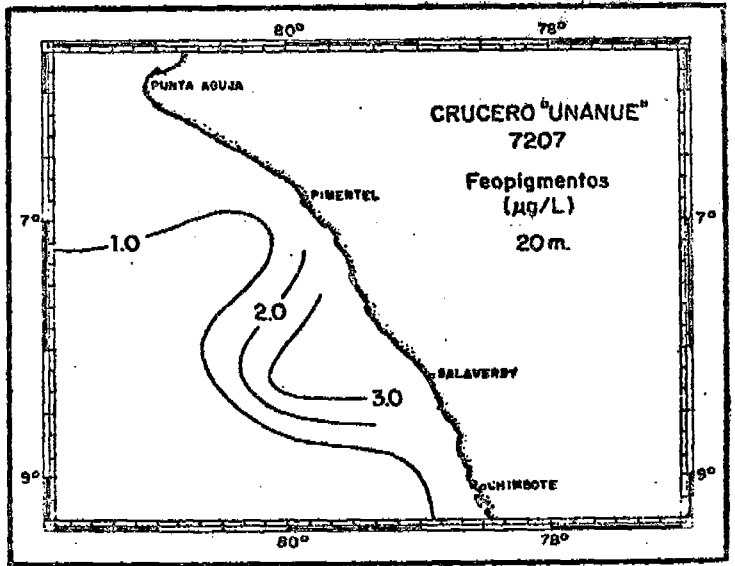 80° 78°
PUNTA AGUJA
CRUCERO "UNANUE"
7207
PIMENTEL
Feopigmentos
(µg/L)
7° 7°
20 m.
1.0
2.0
SALAVERRY
3.0
9° 9°
CHIMBOTE
80° 78°